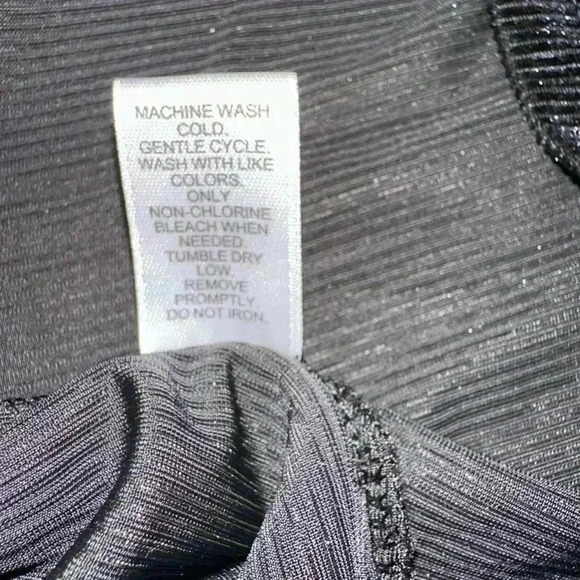 MACHINE WASH
COLD.
GENTLE CYCLE.
WASH WITH LIKE
COLORS.
ONLY
NON-CHLORINE
BLEACH WHEN
NEEDED.
TUMBLE DRY
LOW.
REMOVE
PROMPTLY.
DO NOT IRON.